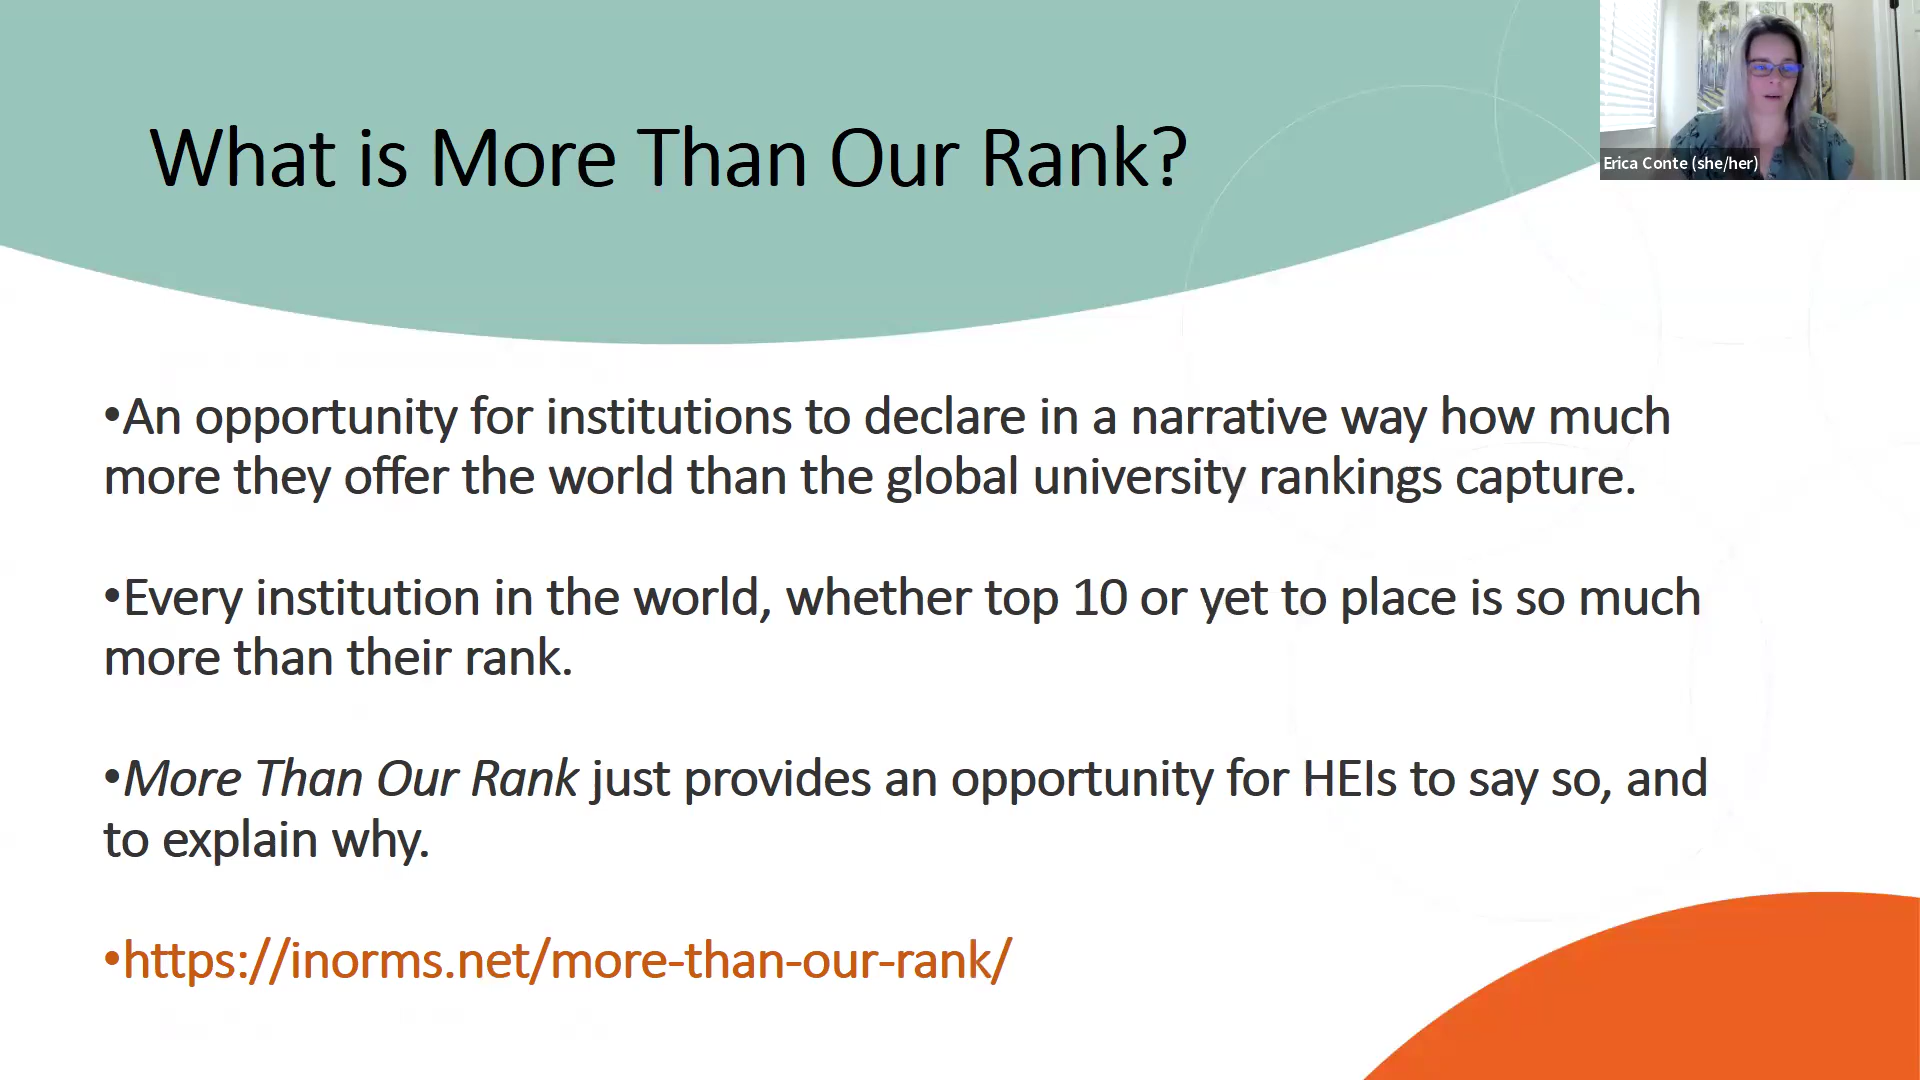 What is More Than Our Rank?
Erica Conte (she/her)
•An opportunity for institutions to declare in a narrative way how much
more they offer the world than the global university rankings capture.
•Every institution in the world, whether top 10 or yet to place is so much
more than their rank.
•More Than Our Rank just provides an opportunity for HEIs to say so, and
to explain why.
•https://inorms.net/more-than-our-rank/